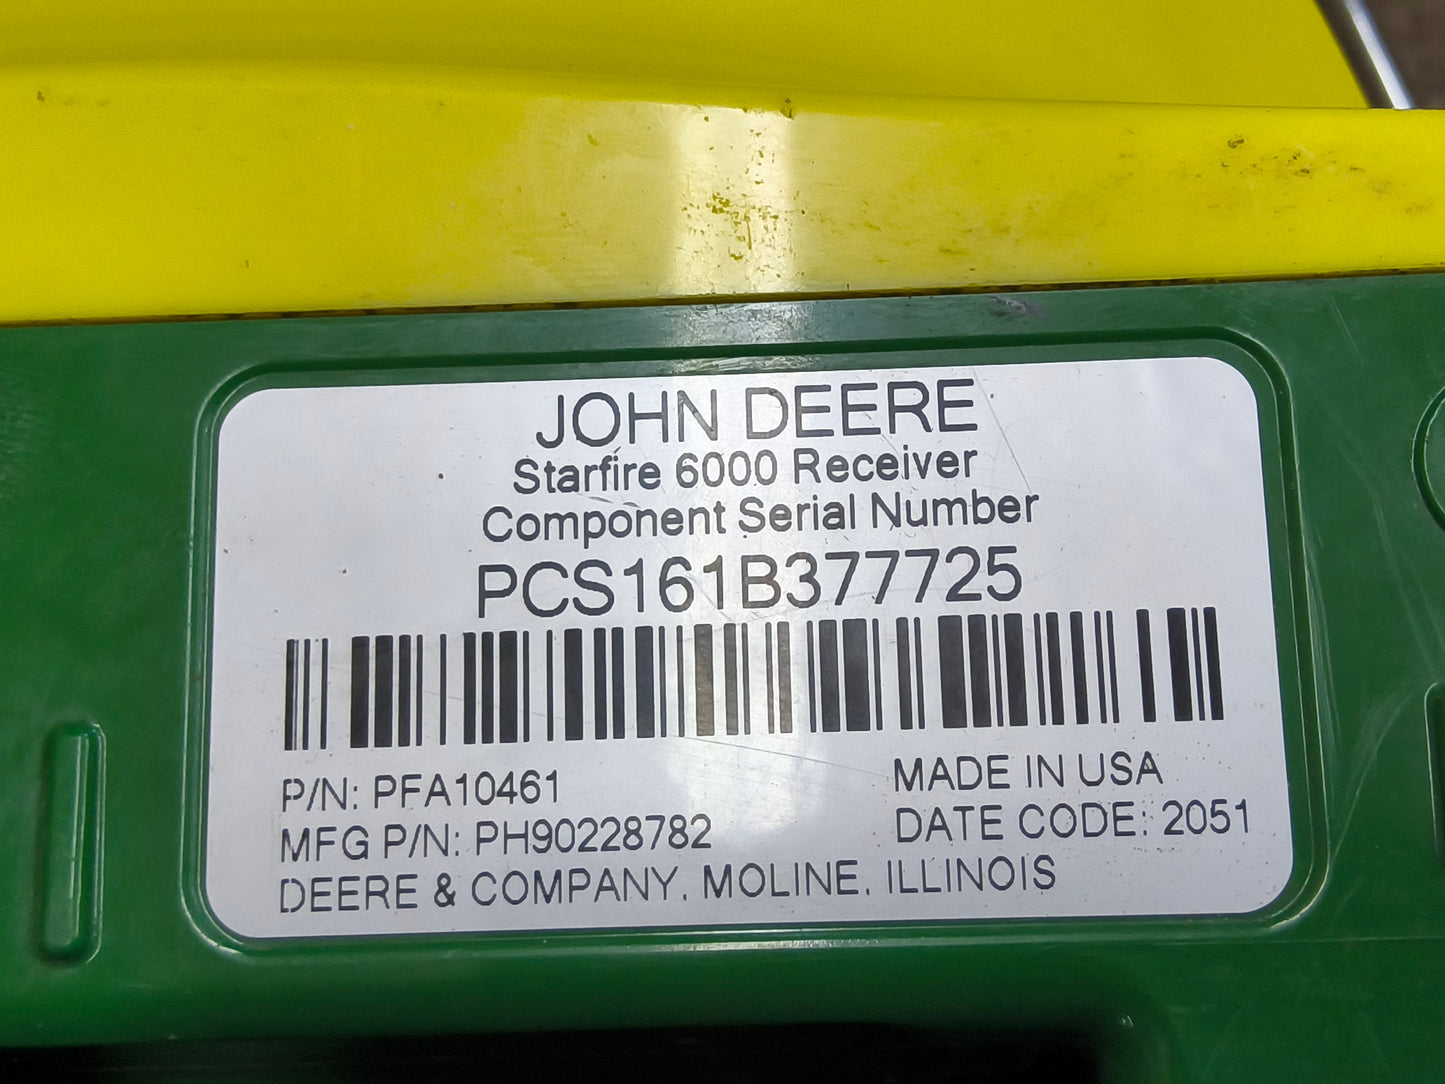 JOHN DEERE
Starfire 6000 Receiver
Component Serial Number
PCS161B377725
P/N: PFA10461
MADE IN USA
MFG P/N: PH90228782
DATE CODE: 2051
DEERE & COMPANY, MOLINE, ILLINOIS